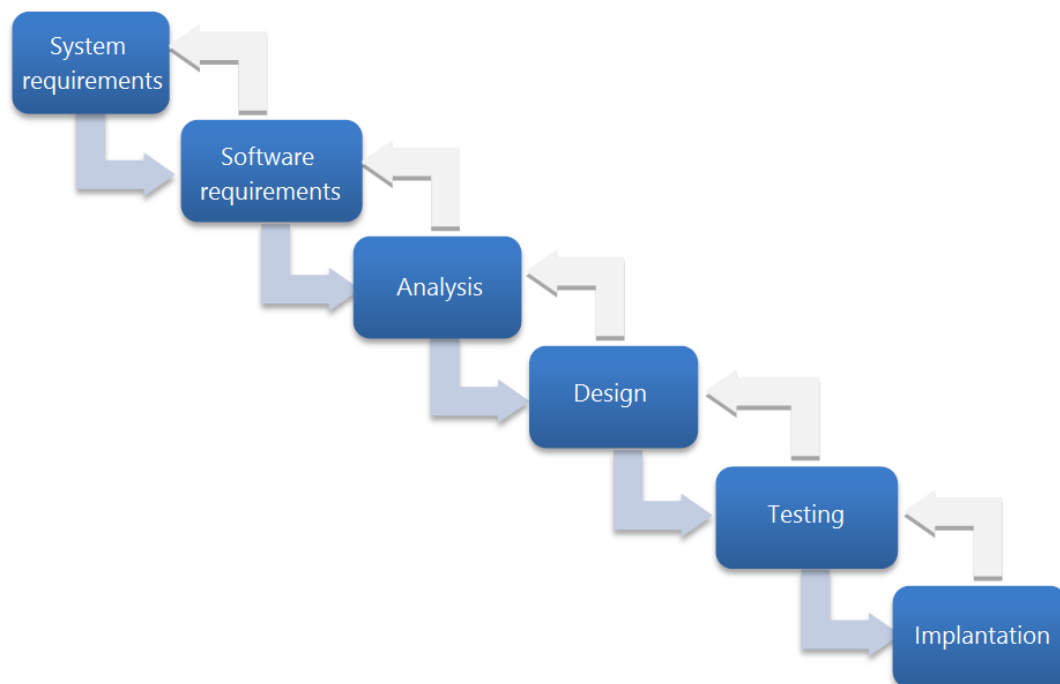 System
requirements
Software
requirements
Analysis
Design
Testing
Implantation